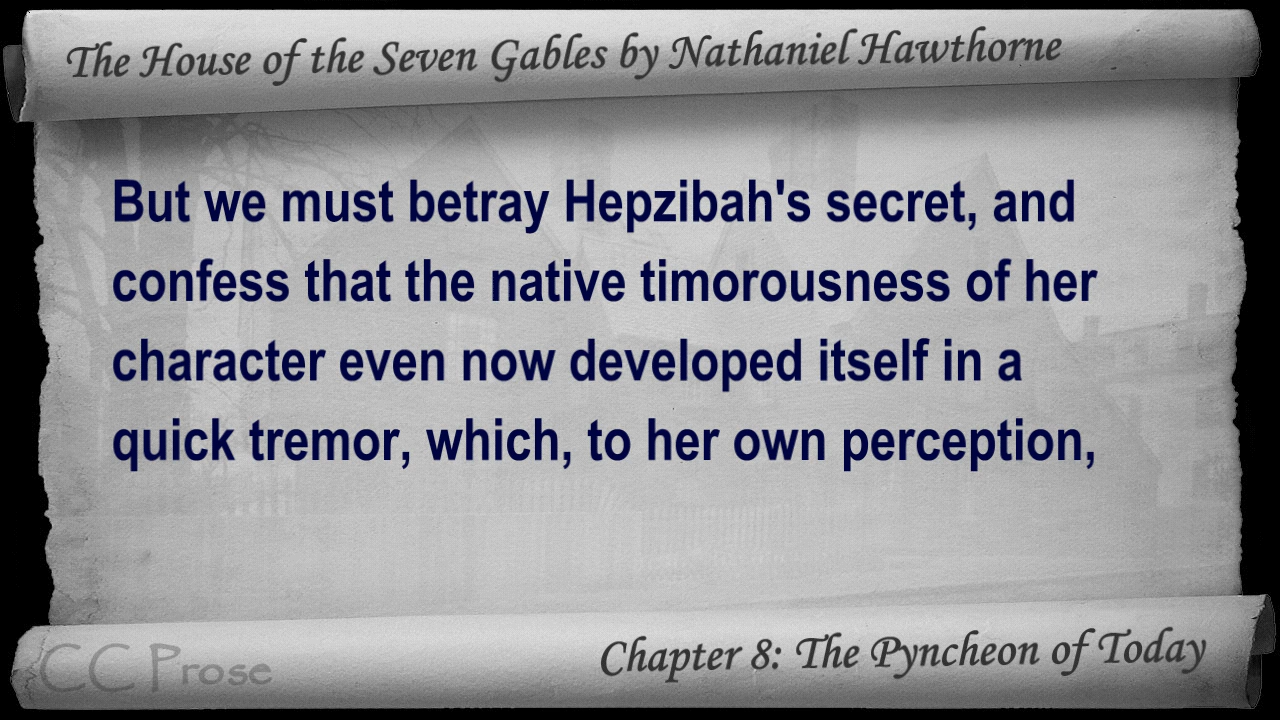 The House of the Seven Gables by Nathaniel Hawthorne
But we must betray Hepzibah's secret, and
confess that the native timorousness of her
character even now developed itself in a
quick tremor, which, to her own perception,
CC Prose
Chapter 8: The Pyncheon of Today